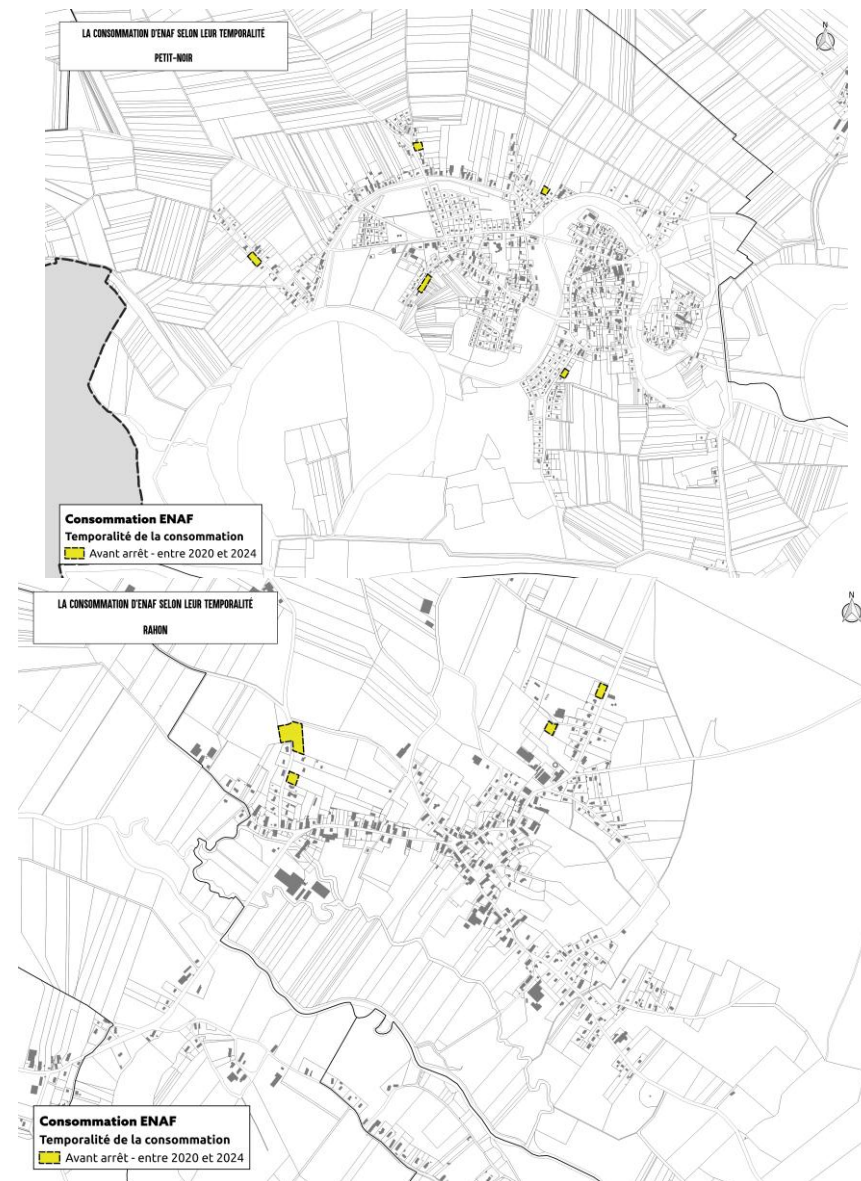 LA CONSOMMATION D'ENAF SELON LEUR TEMPORALITÉ
PETIT-NOIR
N
Consommation ENAF
Temporalité de la consommation
Avant arrêt - entre 2020 et 2024
LA CONSOMMATION D'ENAF SELON LEUR TEMPORALITÉ
RAHON
N
Consommation ENAF
Temporalité de la consommation
Avant arrêt - entre 2020 et 2024